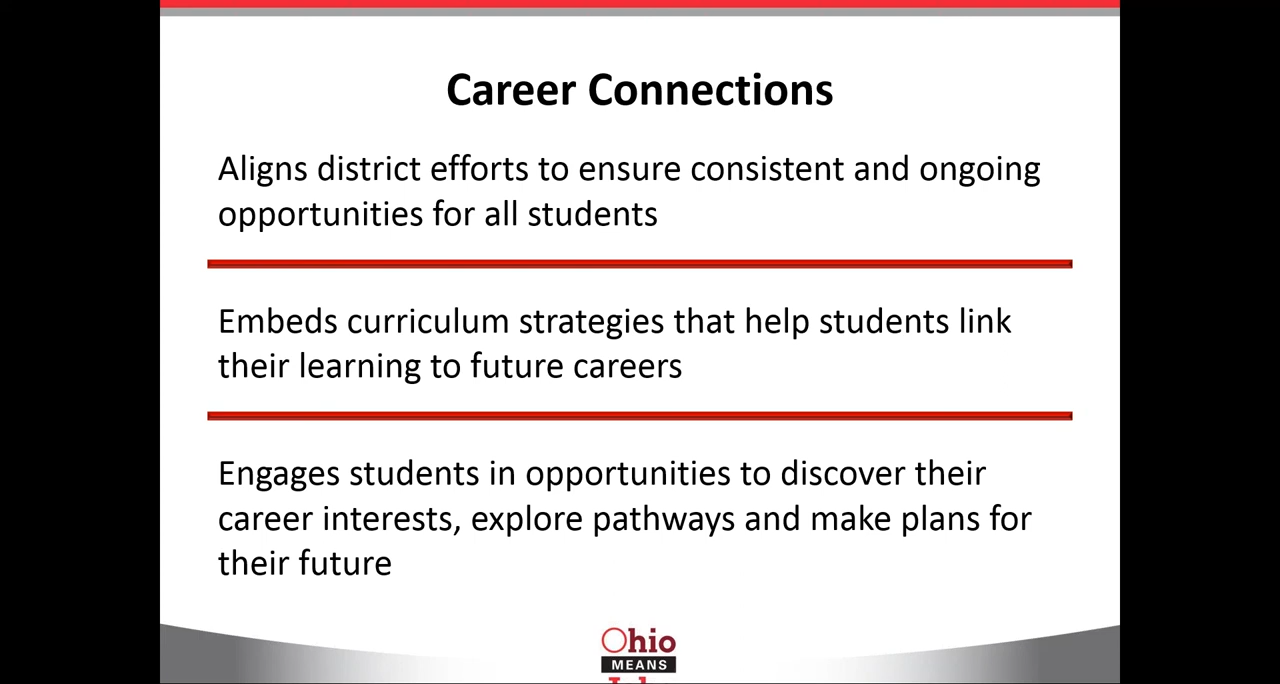 Career Connections
Aligns district efforts to ensure consistent and ongoing
opportunities for all students
Embeds curriculum strategies that help students link
their learning to future careers
Engages students in opportunities to discover their
career interests, explore pathways and make plans for
their future
Ohio
MEANS